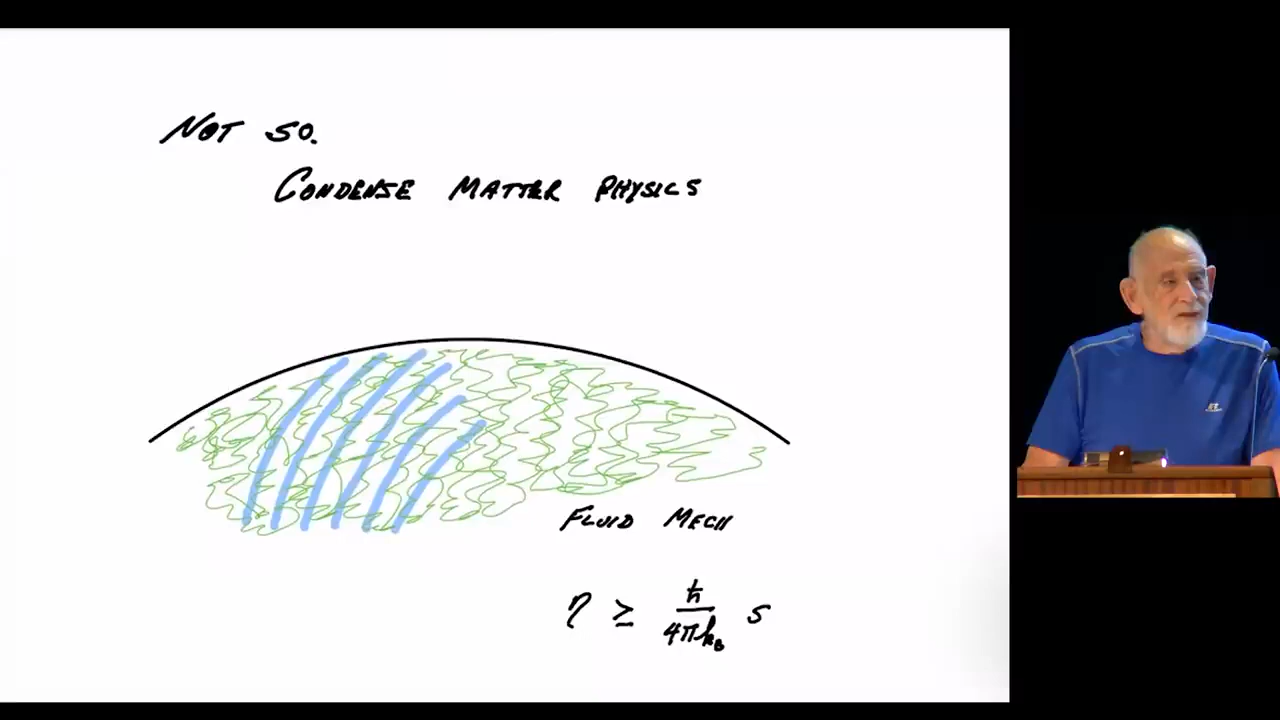 NOT SO.
CONDENSE MATTER PHYSICS
FLUID MECH
η ≥ ℏ/4πk_B s